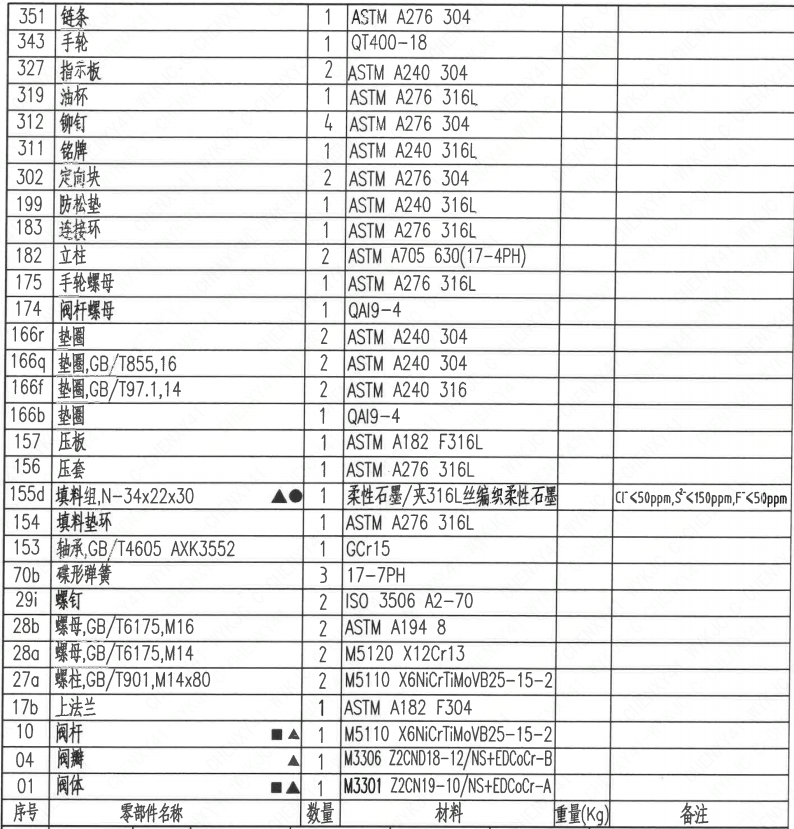 351 链条 1 ASTM A276 304
343 手轮 1 QT400-18
327 指示板 2 ASTM A240 304
319 油杯 1 ASTM A276 316L
312 铆钉 4 ASTM A276 304
311 铭牌 1 ASTM A240 316L
302 定向块 2 ASTM A276 304
199 防松垫 1 ASTM A240 316L
183 连接环 1 ASTM A276 316L
182 立柱 2 ASTM A705 630(17-4PH)
175 手轮螺母 1 ASTM A276 316L
174 阀杆螺母 1 QAl9-4
166r 垫圈 2 ASTM A240 304
166q 垫圈,GB/T855,16 2 ASTM A240 304
166f 垫圈,GB/T97.1,14 2 ASTM A240 316
166b 垫圈 1 QAl9-4
157 压板 1 ASTM A182 F316L
156 压套 1 ASTM A276 316L
155d 填料组,N-34x22x30 ▲● 1 柔性石墨/夹316L丝编织柔性石墨 Cl⁻≤50ppm,S²⁻≤150ppm,F⁻≤50ppm
154 填料垫环 1 ASTM A276 316L
153 轴承,GB/T4605 AXK3552 1 GCr15
70b 碟形弹簧 3 17-7PH
29i 螺钉 2 ISO 3506 A2-70
28b 螺母,GB/T6175,M16 2 ASTM A194 8
28a 螺母,GB/T6175,M14 2 M5120 X12Cr13
27a 螺柱,GB/T901,M14x80 2 M5110 X6NiCrTiMoVB25-15-2
17b 上法兰 1 ASTM A182 F304
10 阀杆 ■▲ 1 M5110 X6NiCrTiMoVB25-15-2
04 阀瓣 ▲ 1 M3306 Z2CND18-12/NS+EDCoCr-B
01 阀体 ■▲ 1 M3301 Z2CN19-10/NS+EDCoCr-A
序号 零部件名称 数量 材料 重量(Kg) 备注